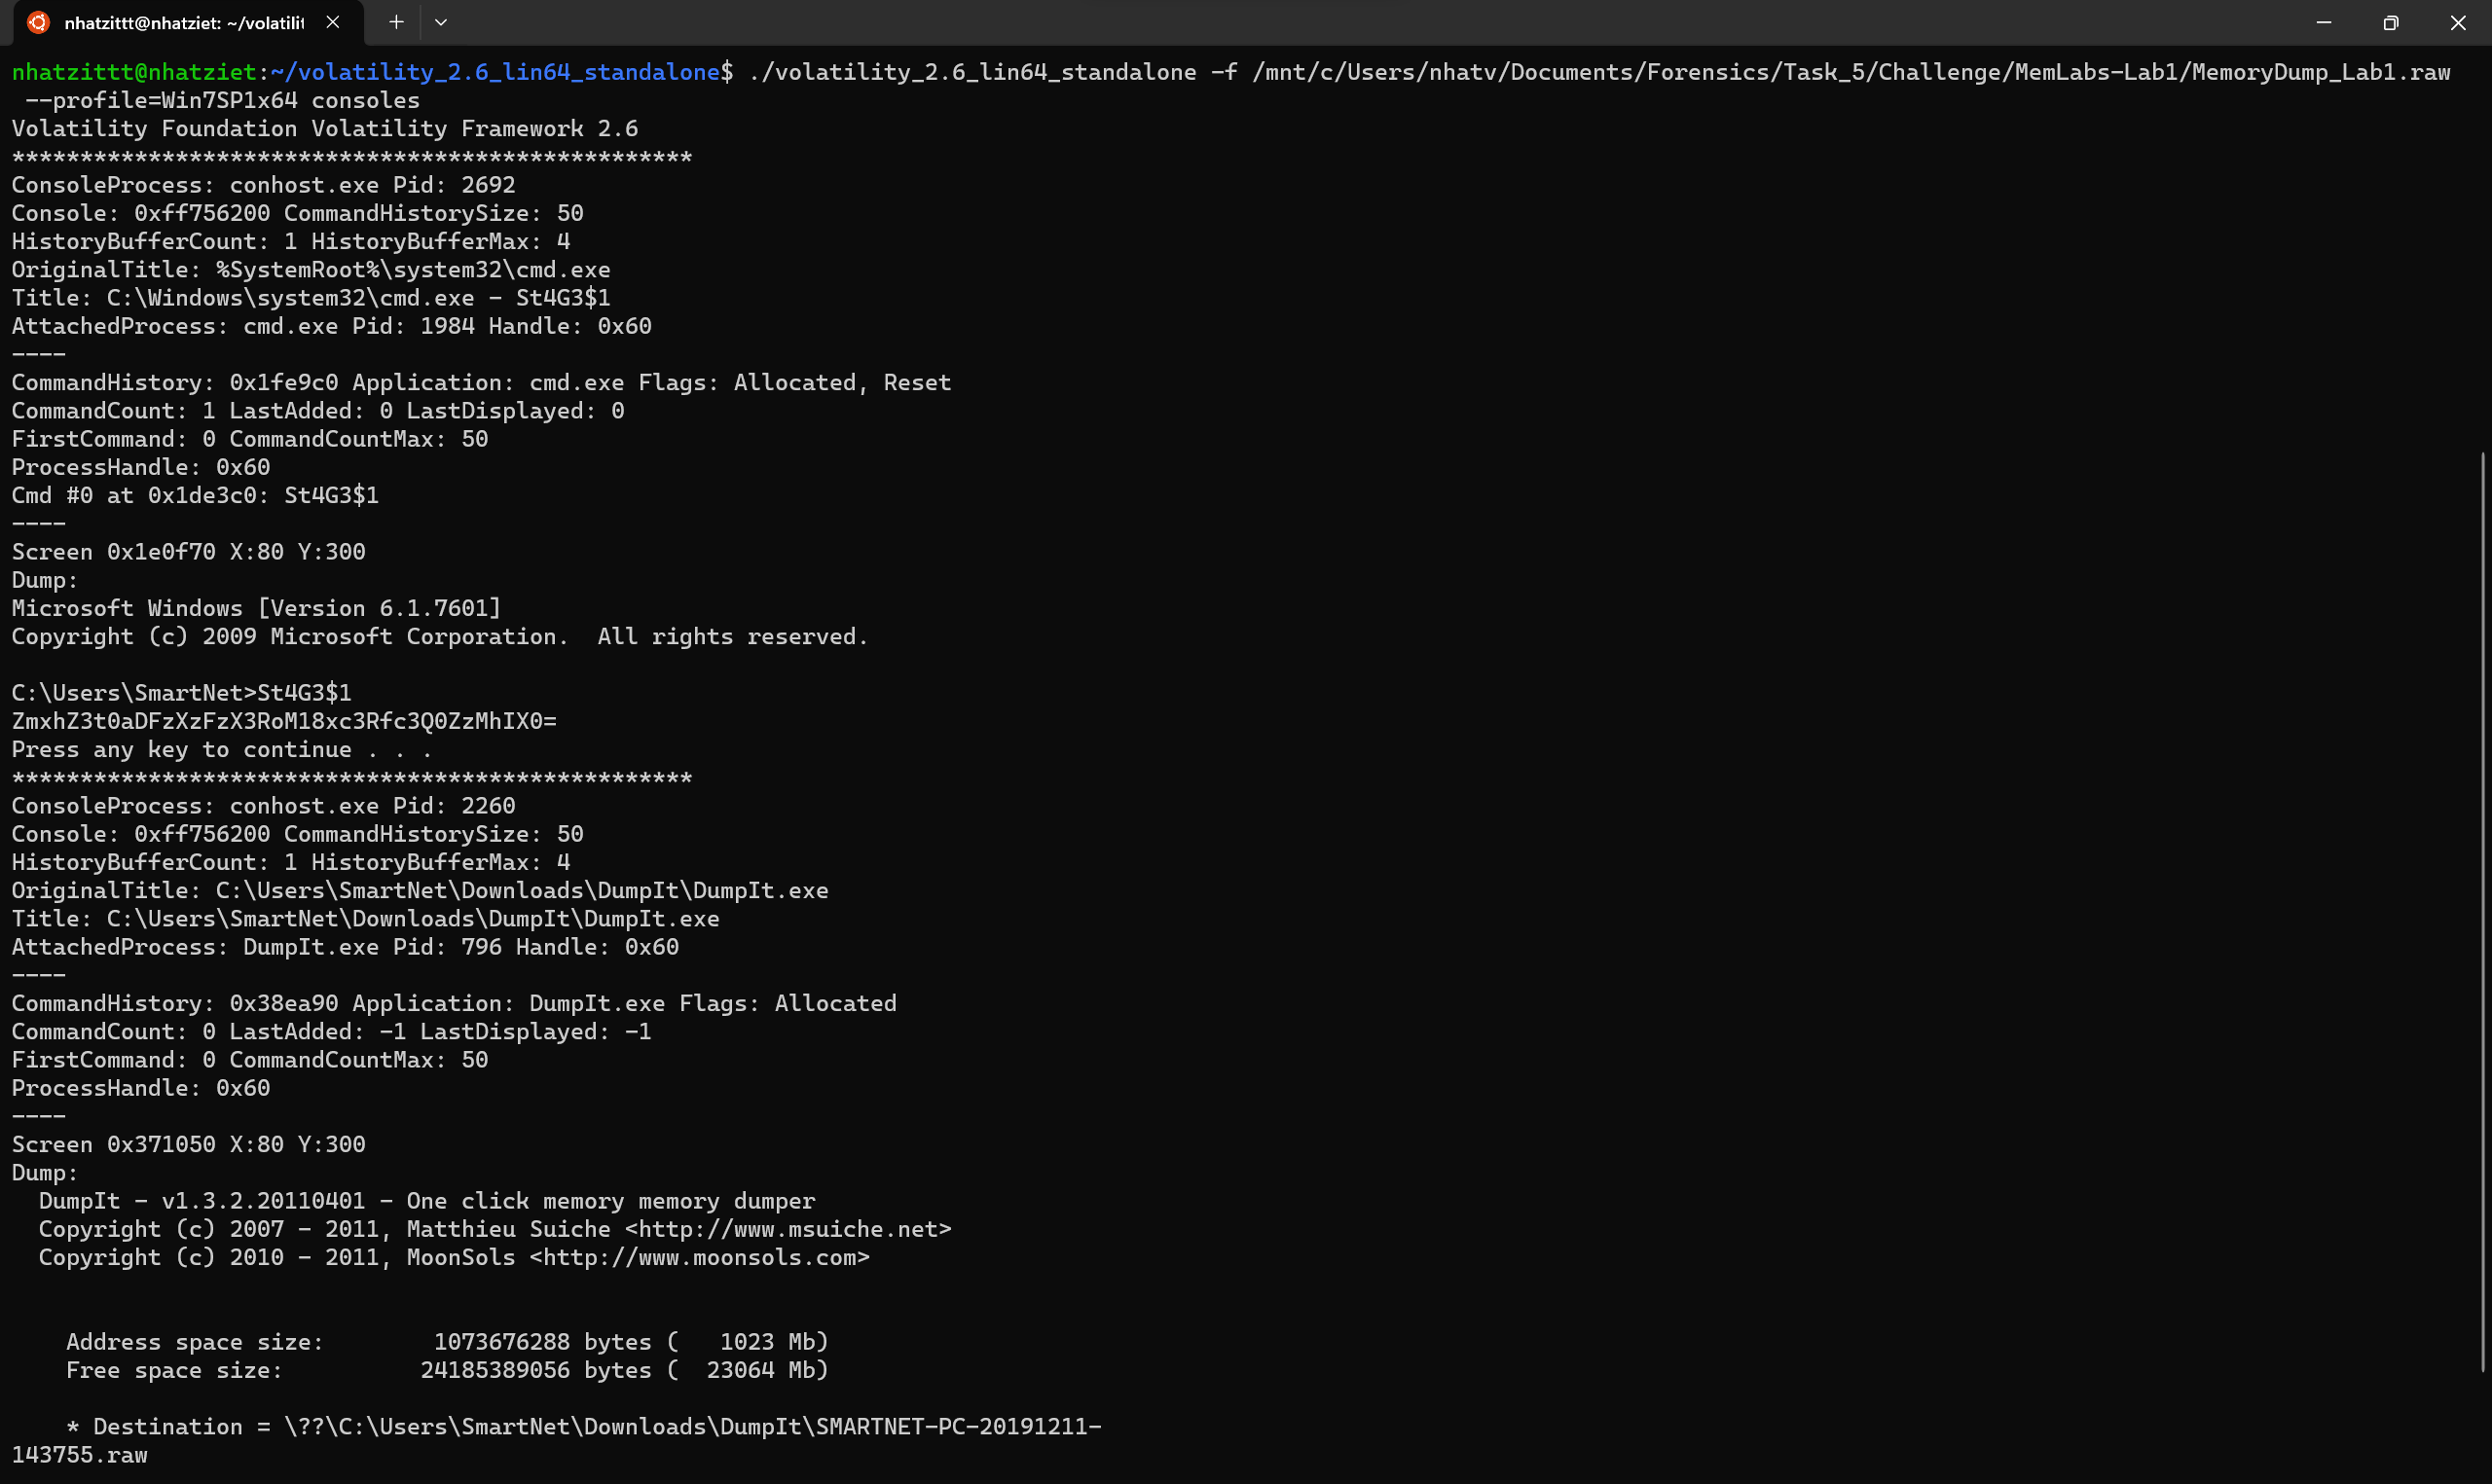 nhatzittt@nhatziet: ~/volatilit
nhatzittt@nhatziet:~/volatility_2.6_lin64_standalone$ ./volatility_2.6_lin64_standalone -f /mnt/c/Users/nhatv/Documents/Forensics/Task_5/Challenge/MemLabs-Lab1/MemoryDump_Lab1.raw
 --profile=Win7SP1x64 consoles
Volatility Foundation Volatility Framework 2.6
**************************************************
ConsoleProcess: conhost.exe Pid: 2692
Console: 0xff756200 CommandHistorySize: 50
HistoryBufferCount: 1 HistoryBufferMax: 4
OriginalTitle: %SystemRoot%\system32\cmd.exe
Title: C:\Windows\system32\cmd.exe - St4G3$1
AttachedProcess: cmd.exe Pid: 1984 Handle: 0x60
----
CommandHistory: 0x1fe9c0 Application: cmd.exe Flags: Allocated, Reset
CommandCount: 1 LastAdded: 0 LastDisplayed: 0
FirstCommand: 0 CommandCountMax: 50
ProcessHandle: 0x60
Cmd #0 at 0x1de3c0: St4G3$1
----
Screen 0x1e0f70 X:80 Y:300
Dump:
Microsoft Windows [Version 6.1.7601]
Copyright (c) 2009 Microsoft Corporation.  All rights reserved.

C:\Users\SmartNet>St4G3$1
ZmxhZ3t0aDFzXzFzX3RoM18xc3Rfc3Q0ZzMhIX0=
Press any key to continue . . .
**************************************************
ConsoleProcess: conhost.exe Pid: 2260
Console: 0xff756200 CommandHistorySize: 50
HistoryBufferCount: 1 HistoryBufferMax: 4
OriginalTitle: C:\Users\SmartNet\Downloads\DumpIt\DumpIt.exe
Title: C:\Users\SmartNet\Downloads\DumpIt\DumpIt.exe
AttachedProcess: DumpIt.exe Pid: 796 Handle: 0x60
----
CommandHistory: 0x38ea90 Application: DumpIt.exe Flags: Allocated
CommandCount: 0 LastAdded: -1 LastDisplayed: -1
FirstCommand: 0 CommandCountMax: 50
ProcessHandle: 0x60
----
Screen 0x371050 X:80 Y:300
Dump:
  DumpIt - v1.3.2.20110401 - One click memory memory dumper
  Copyright (c) 2007 - 2011, Matthieu Suiche <http://www.msuiche.net>
  Copyright (c) 2010 - 2011, MoonSols <http://www.moonsols.com>

    Address space size:        1073676288 bytes (   1023 Mb)
    Free space size:          24185389056 bytes (  23064 Mb)

    * Destination = \??\C:\Users\SmartNet\Downloads\DumpIt\SMARTNET-PC-20191211-
143755.raw